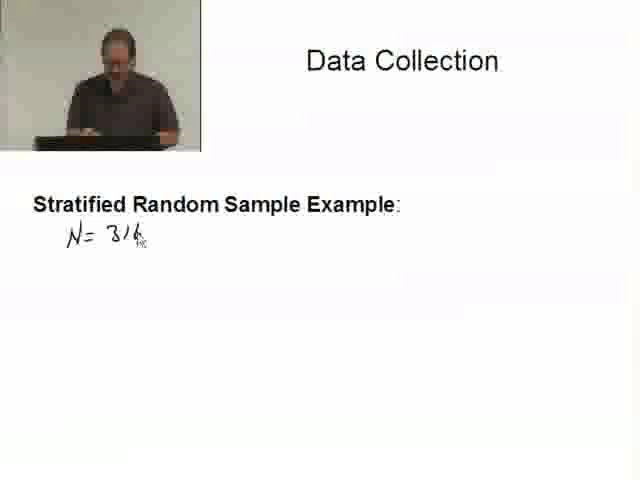 Data Collection
Stratified Random Sample Example:
N = 316